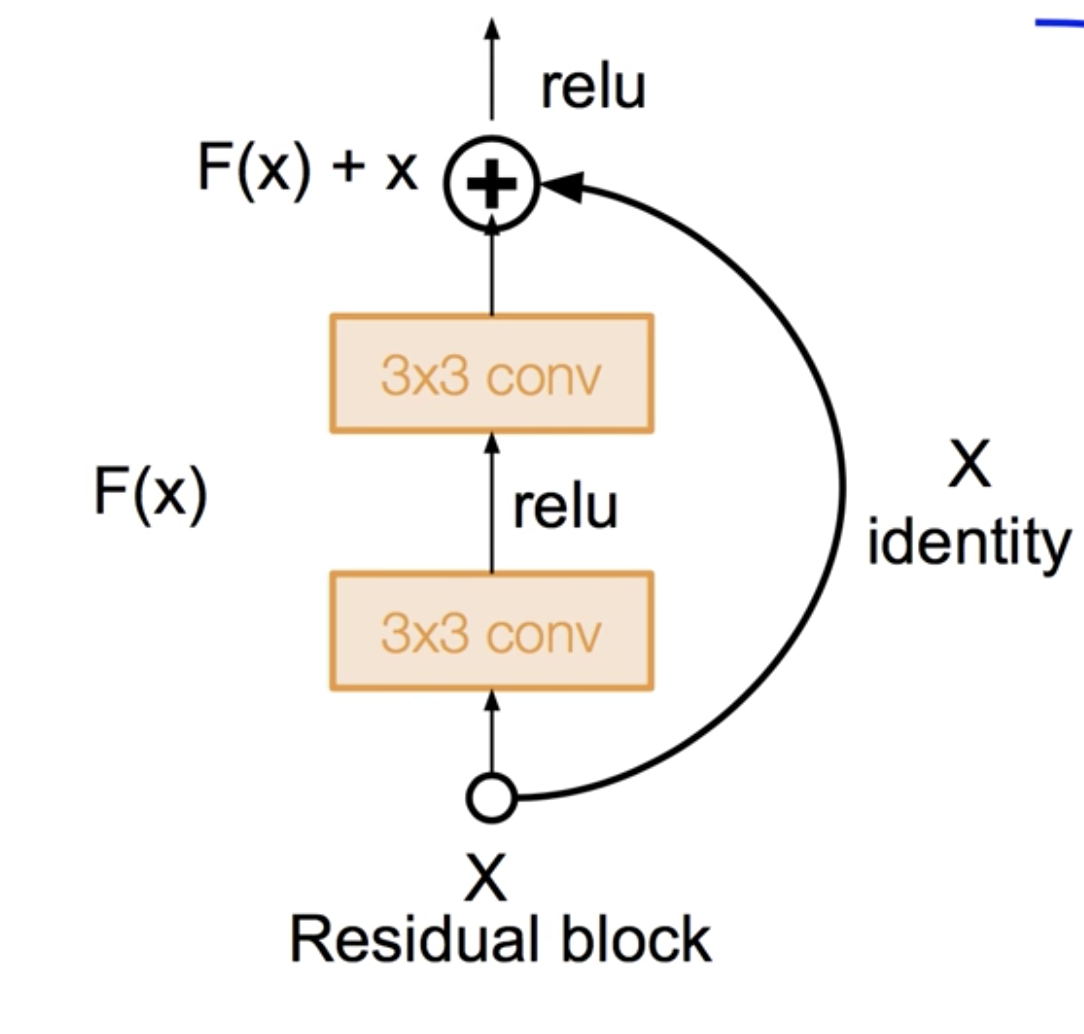 relu
F(x) + x
3x3 conv
F(x)
relu
X
identity
3x3 conv
X
Residual block